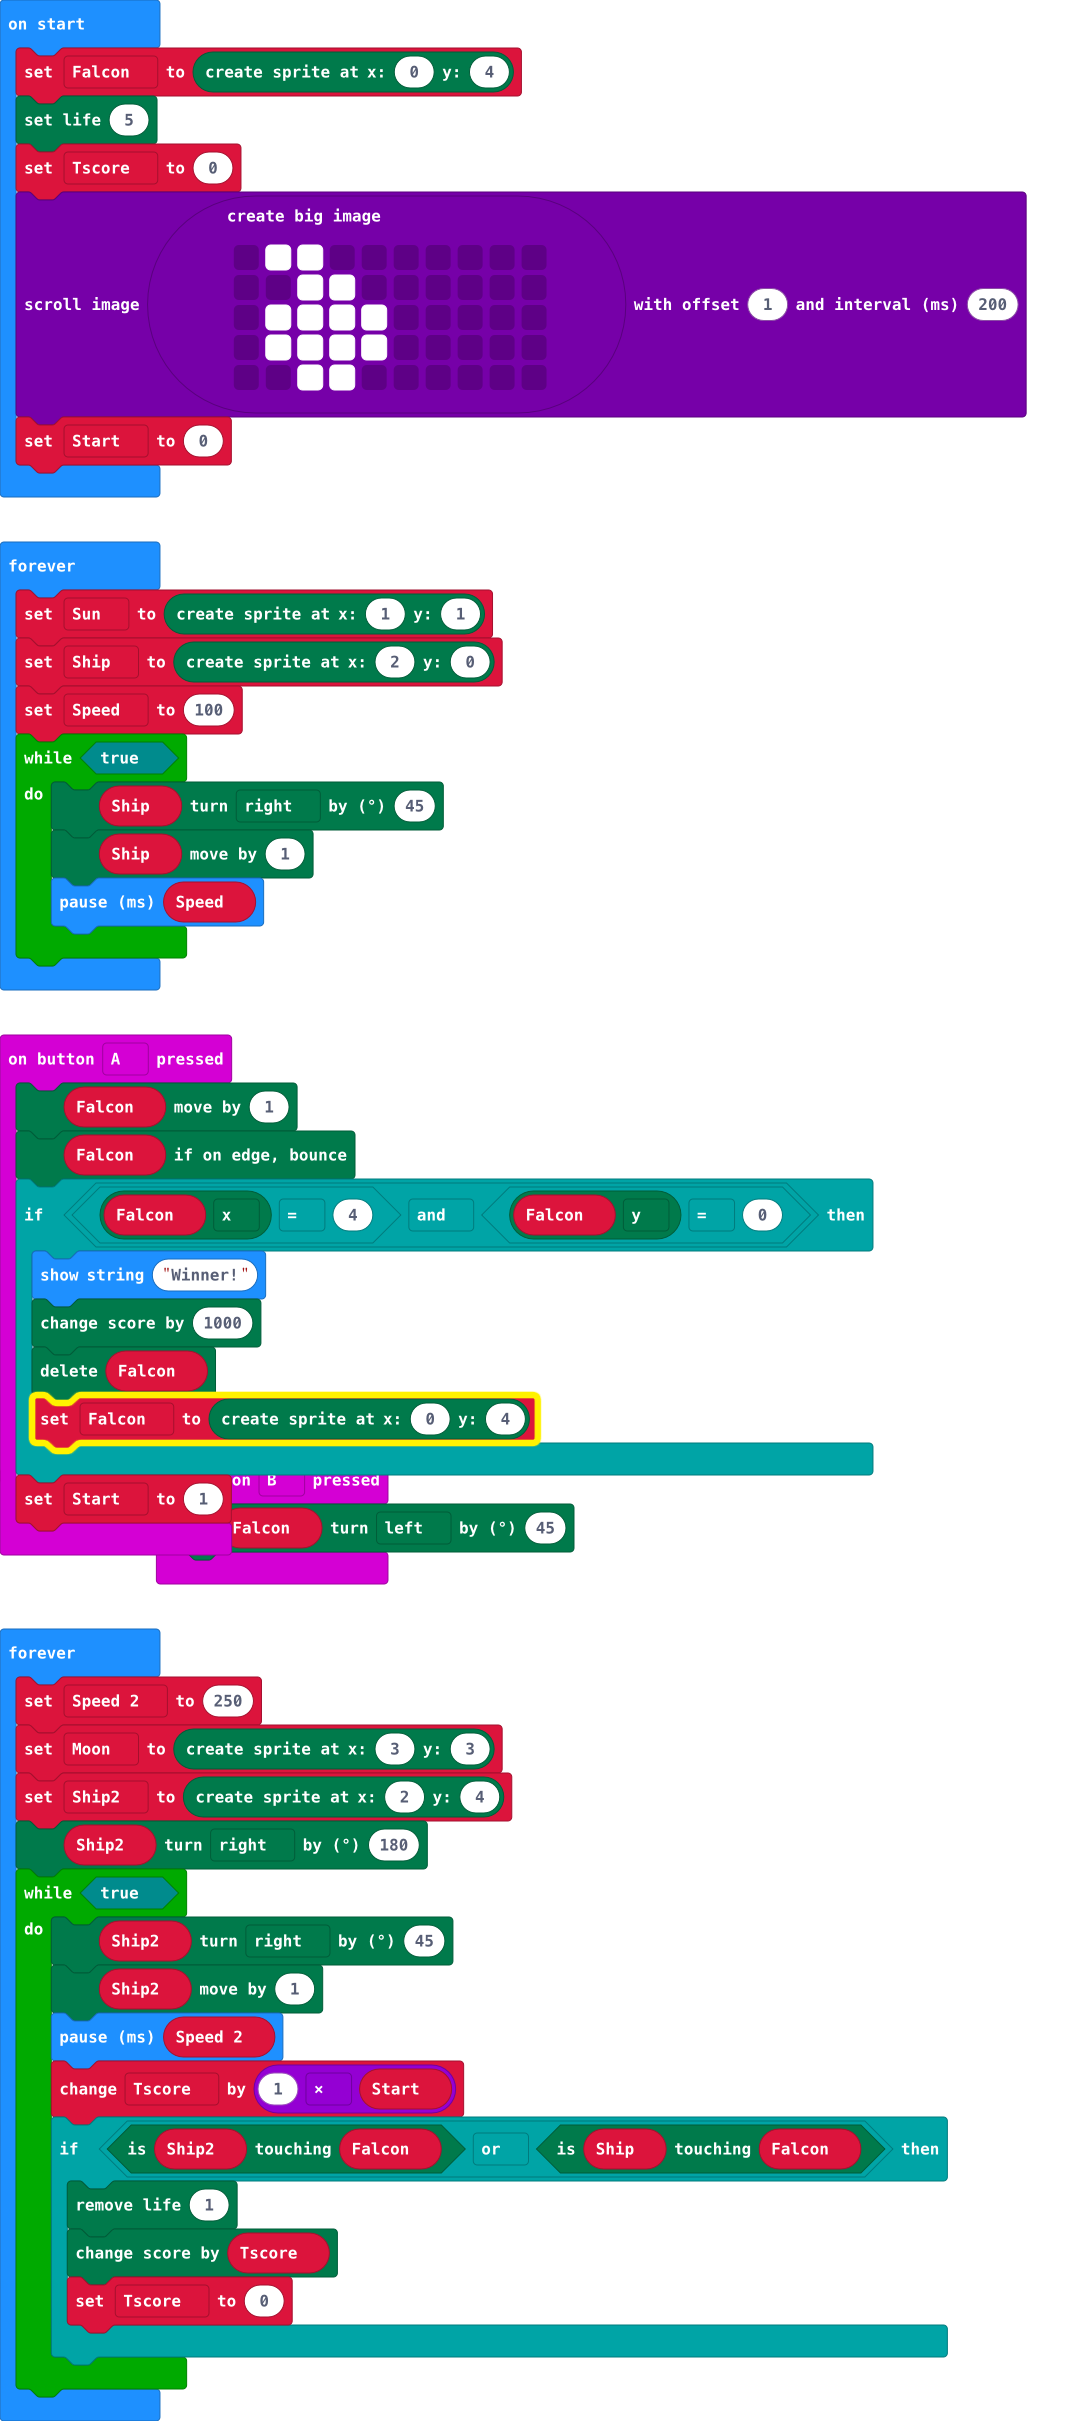 on start
set Falcon to create sprite at x: 0 y: 4
set life 5
set Tscore to 0
create big image
scroll image with offset 1 and interval (ms) 200
set Start to 0
forever
set Sun to create sprite at x: 1 y: 1
set Ship to create sprite at x: 2 y: 0
set Speed to 100
while true
do
Ship turn right by (°) 45
Ship move by 1
pause (ms) Speed
on button A pressed
Falcon move by 1
Falcon if on edge, bounce
if Falcon x = 4 and Falcon y = 0 then
show string "Winner!"
change score by 1000
delete Falcon
set Falcon to create sprite at x: 0 y: 4
on B pressed
set Start to 1
Falcon turn left by (°) 45
forever
set Speed 2 to 250
set Moon to create sprite at x: 3 y: 3
set Ship2 to create sprite at x: 2 y: 4
Ship2 turn right by (°) 180
while true
do
Ship2 turn right by (°) 45
Ship2 move by 1
pause (ms) Speed 2
change Tscore by 1 × Start
if is Ship2 touching Falcon or is Ship touching Falcon then
remove life 1
change score by Tscore
set Tscore to 0